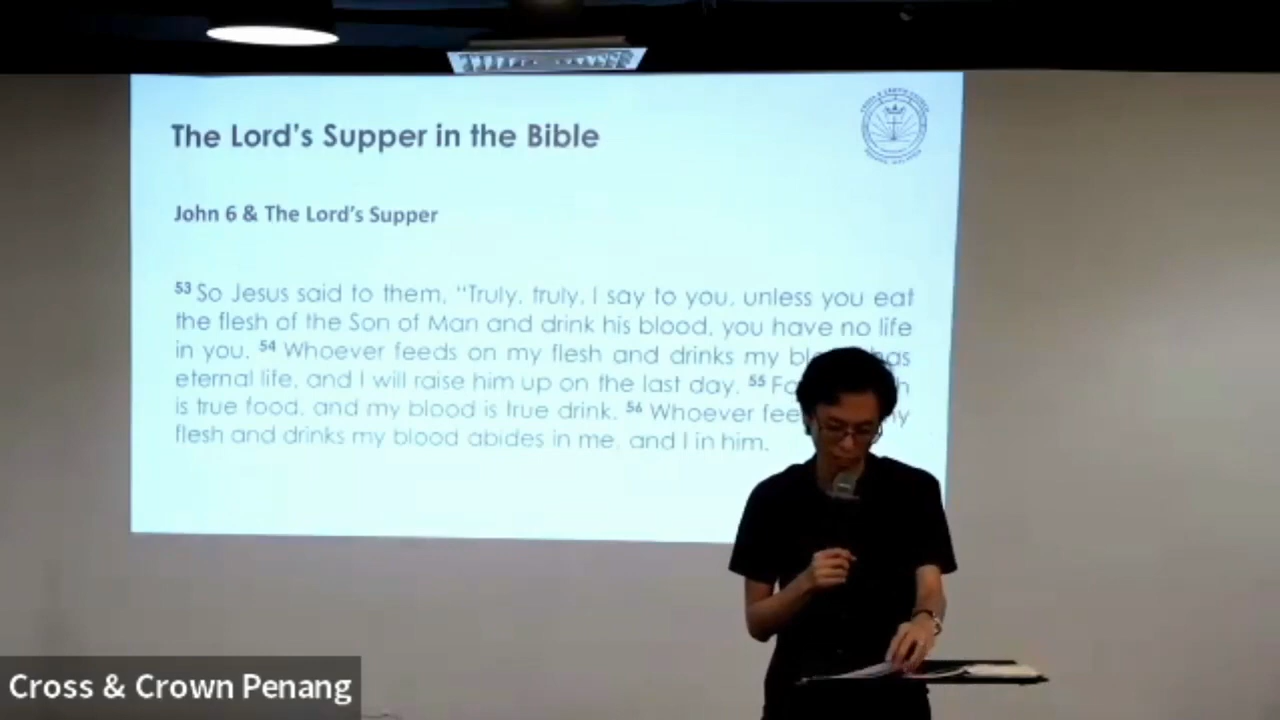 The Lord's Supper in the Bible
John 6 & The Lord's Supper
53 So Jesus said to them, “Truly, truly, I say to you, unless you eat
the flesh of the Son of Man and drink his blood, you have no life
in you. 54 Whoever feeds on my flesh and drinks my has
eternal life, and I will raise him up on the last day. 55
is true food, and my blood is true drink. 56 Whoever
flesh and drinks my blood abides in me, and I in him.
Cross & Crown Penang